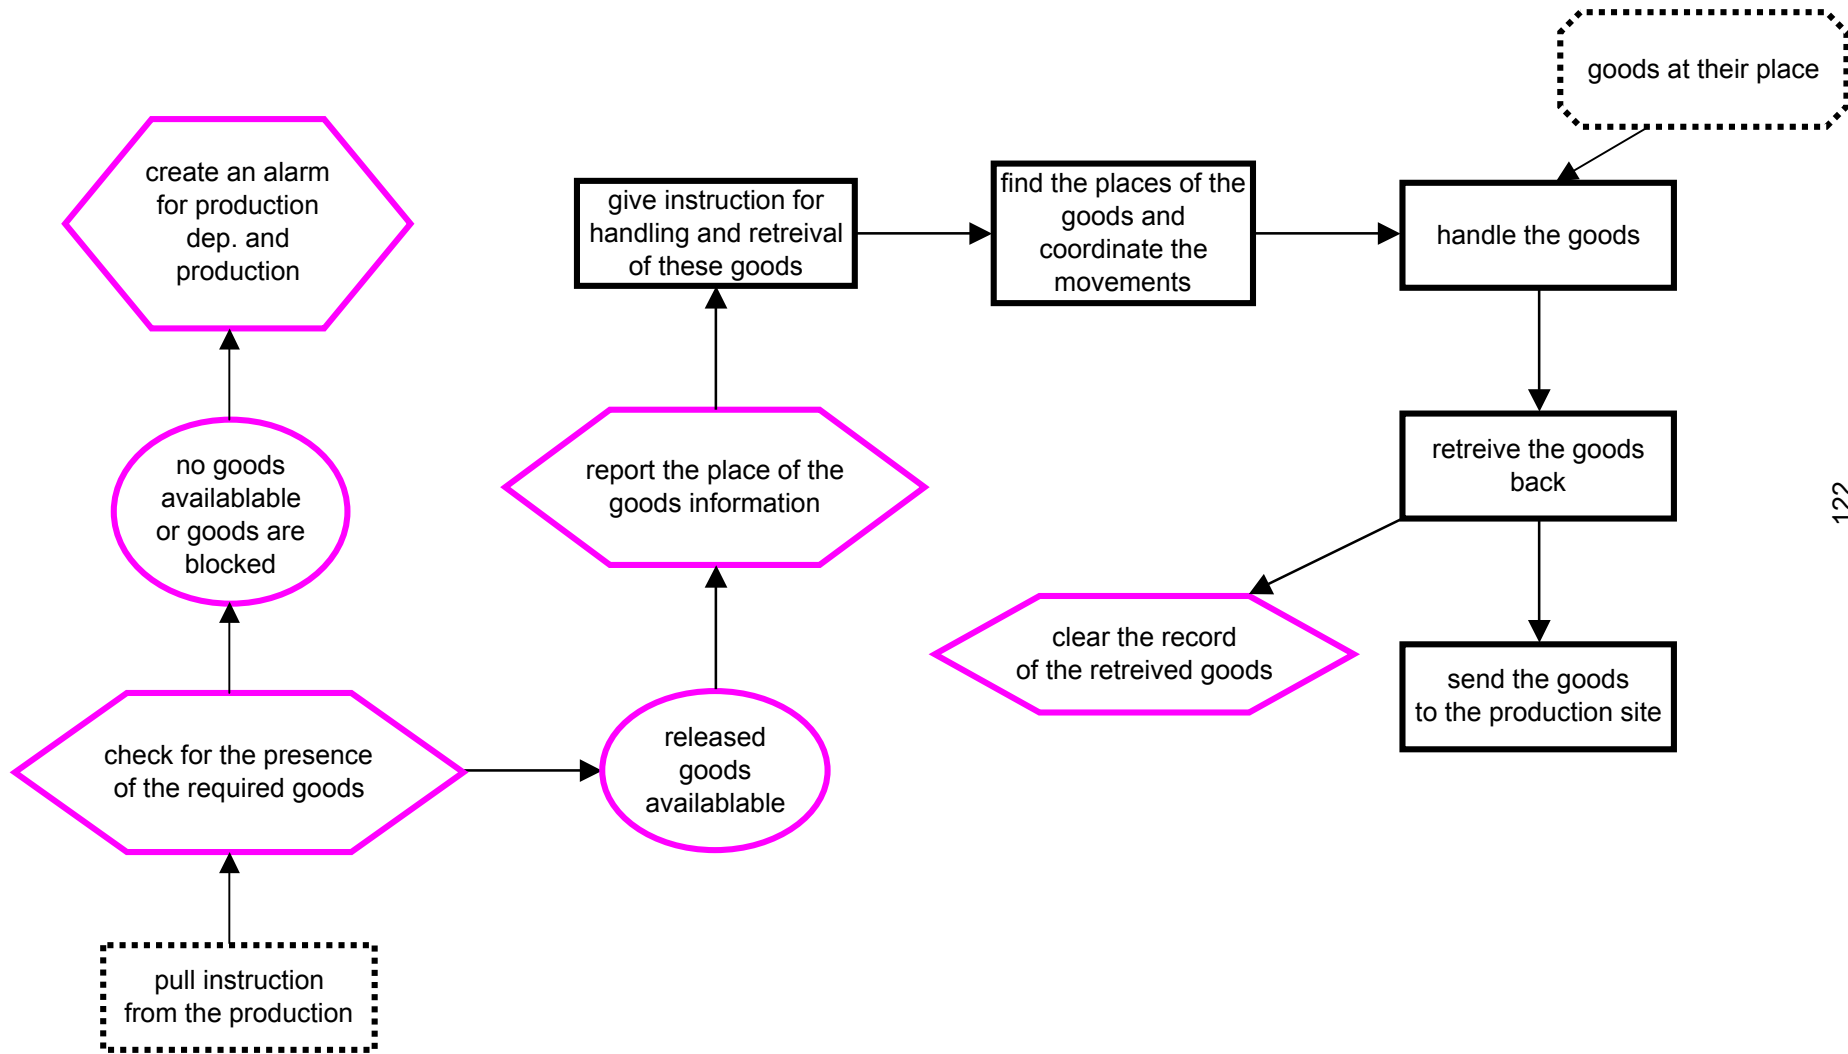 goods at their place
create an alarm
for production
dep. and
production
give instruction for
handling and retreival
of these goods
find the places of the
goods and
coordinate the
movements
handle the goods
no goods
availablable
or goods are
blocked
report the place of the
goods information
retreive the goods
back
122
clear the record
of the retreived goods
send the goods
to the production site
check for the presence
of the required goods
released
goods
availablable
pull instruction
from the production